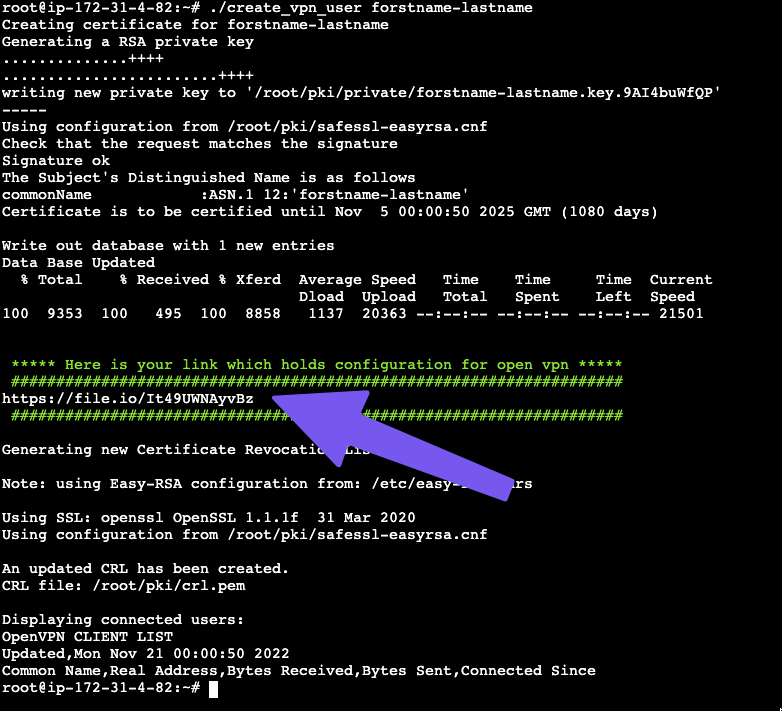 root@ip-172-31-4-82:~# ./create_vpn_user forstname-lastname
Creating certificate for forstname-lastname
Generating a RSA private key
..............++++
........................++++
writing new private key to '/root/pki/private/forstname-lastname.key.9AI4buWfQP'
-----
Using configuration from /root/pki/safessl-easyrsa.cnf
Check that the request matches the signature
Signature ok
The Subject's Distinguished Name is as follows
commonName            :ASN.1 12:'forstname-lastname'
Certificate is to be certified until Nov  5 00:00:50 2025 GMT (1080 days)
Write out database with 1 new entries
Data Base Updated
  % Total    % Received % Xferd  Average Speed   Time    Time     Time  Current
                                 Dload  Upload   Total   Spent    Left  Speed
100  9353  100   495  100  8858   1137  20363 --:--:-- --:--:-- --:--:-- 21501
 ***** Here is your link which holds configuration for open vpn *****
 ####################################################################
https://file.io/It49UWNAyvBz
 ####################################################################
Generating new Certificate Revocation
Note: using Easy-RSA configuration from:
Using SSL: openssl OpenSSL 1.1.1f  31 Mar 2020
Using configuration from /root/pki/safessl-easyrsa.cnf
An updated CRL has been created.
CRL file: /root/pki/crl.pem
Displaying connected users:
OpenVPN CLIENT LIST
Updated,Mon Nov 21 00:00:50 2022
Common Name,Real Address,Bytes Received,Bytes Sent,Connected Since
root@ip-172-31-4-82:~#